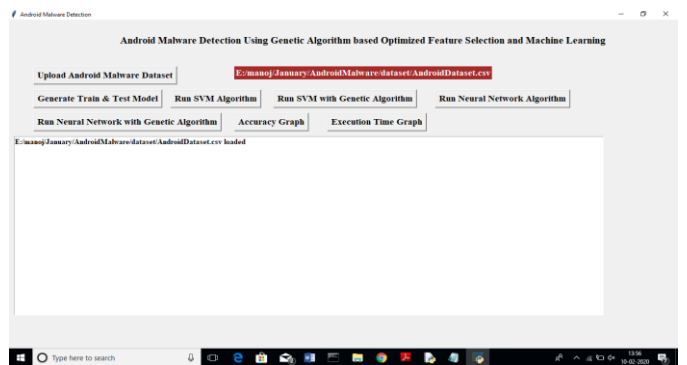 Android Malware Detection
Android Malware Detection Using Genetic Algorithm based Optimized Feature Selection and Machine Learning
Upload Android Malware Dataset E:/manoj/January/AndroidMalware/dataset/AndroidDataset.csv
Generate Train & Test Model Run SVM Algorithm Run SVM with Genetic Algorithm Run Neural Network Algorithm
Run Neural Network with Genetic Algorithm Accuracy Graph Execution Time Graph
E:/manoj/January/AndroidMalware/dataset/AndroidDataset.csv loaded
Type here to search
13:56
10-02-2020